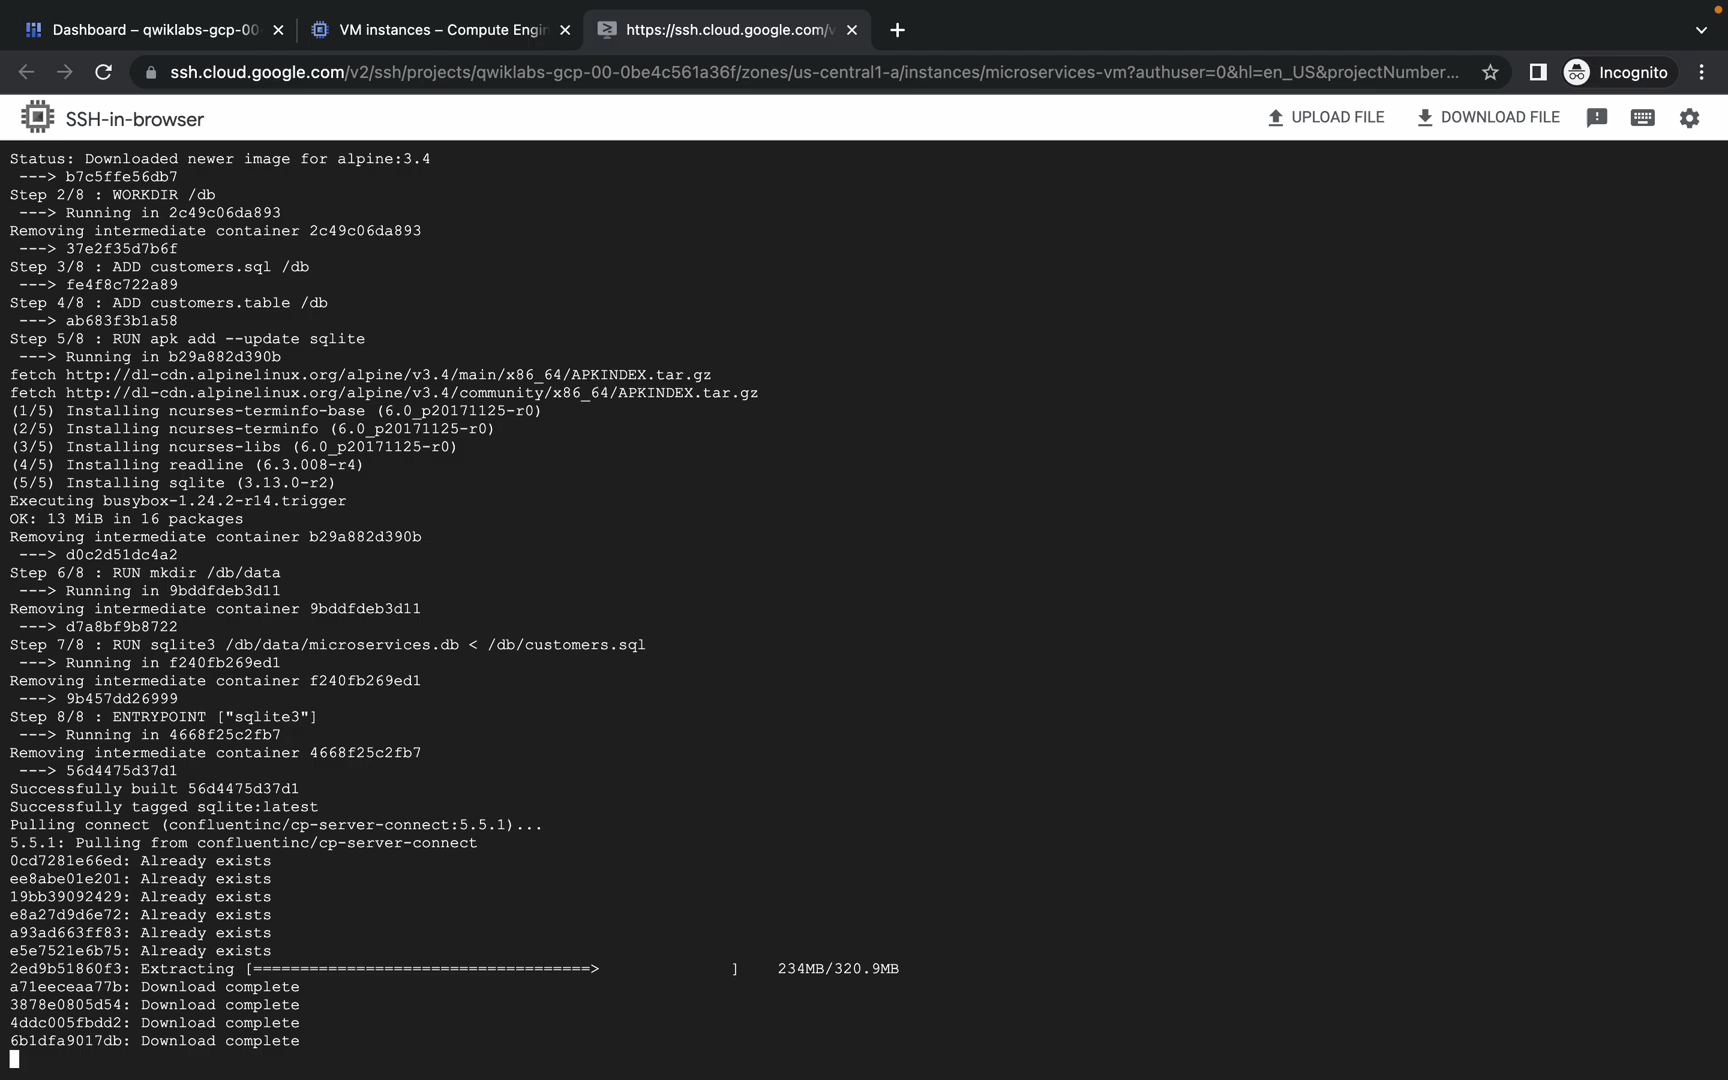 Dashboard – qwiklabs-gcp-00
VM instances – Compute Engin
https://ssh.cloud.google.com/v
ssh.cloud.google.com/v2/ssh/projects/qwiklabs-gcp-00-0be4c561a36f/zones/us-central1-a/instances/microservices-vm?authuser=0&hl=en_US&projectNumber...
Incognito
SSH-in-browser
UPLOAD FILE
DOWNLOAD FILE
Status: Downloaded newer image for alpine:3.4
---> b7c5ffe56db7
Step 2/8 : WORKDIR /db
---> Running in 2c49c06da893
Removing intermediate container 2c49c06da893
---> 37e2f35d7b6f
Step 3/8 : ADD customers.sql /db
---> fe4f8c722a89
Step 4/8 : ADD customers.table /db
---> ab683f3b1a58
Step 5/8 : RUN apk add --update sqlite
---> Running in b29a882d390b
fetch http://dl-cdn.alpinelinux.org/alpine/v3.4/main/x86_64/APKINDEX.tar.gz
fetch http://dl-cdn.alpinelinux.org/alpine/v3.4/community/x86_64/APKINDEX.tar.gz
(1/5) Installing ncurses-terminfo-base (6.0_p20171125-r0)
(2/5) Installing ncurses-terminfo (6.0_p20171125-r0)
(3/5) Installing ncurses-libs (6.0_p20171125-r0)
(4/5) Installing readline (6.3.008-r4)
(5/5) Installing sqlite (3.13.0-r2)
Executing busybox-1.24.2-r14.trigger
OK: 13 MiB in 16 packages
Removing intermediate container b29a882d390b
---> d0c2d51dc4a2
Step 6/8 : RUN mkdir /db/data
---> Running in 9bddfdeb3d11
Removing intermediate container 9bddfdeb3d11
---> d7a8bf9b8722
Step 7/8 : RUN sqlite3 /db/data/microservices.db < /db/customers.sql
---> Running in f240fb269ed1
Removing intermediate container f240fb269ed1
---> 9b457dd26999
Step 8/8 : ENTRYPOINT ["sqlite3"]
---> Running in 4668f25c2fb7
Removing intermediate container 4668f25c2fb7
---> 56d4475d37d1
Successfully built 56d4475d37d1
Successfully tagged sqlite:latest
Pulling connect (confluentinc/cp-server-connect:5.5.1)...
5.5.1: Pulling from confluentinc/cp-server-connect
0cd7281e66ed: Already exists
ee8abe01e201: Already exists
19bb39092429: Already exists
e8a27d9d6e72: Already exists
a93ad663ff83: Already exists
e5e7521e6b75: Already exists
2ed9b51860f3: Extracting [====================================>              ]    234MB/320.9MB
a71eeceaa77b: Download complete
3878e0805d54: Download complete
4ddc005fbdd2: Download complete
6b1dfa9017db: Download complete